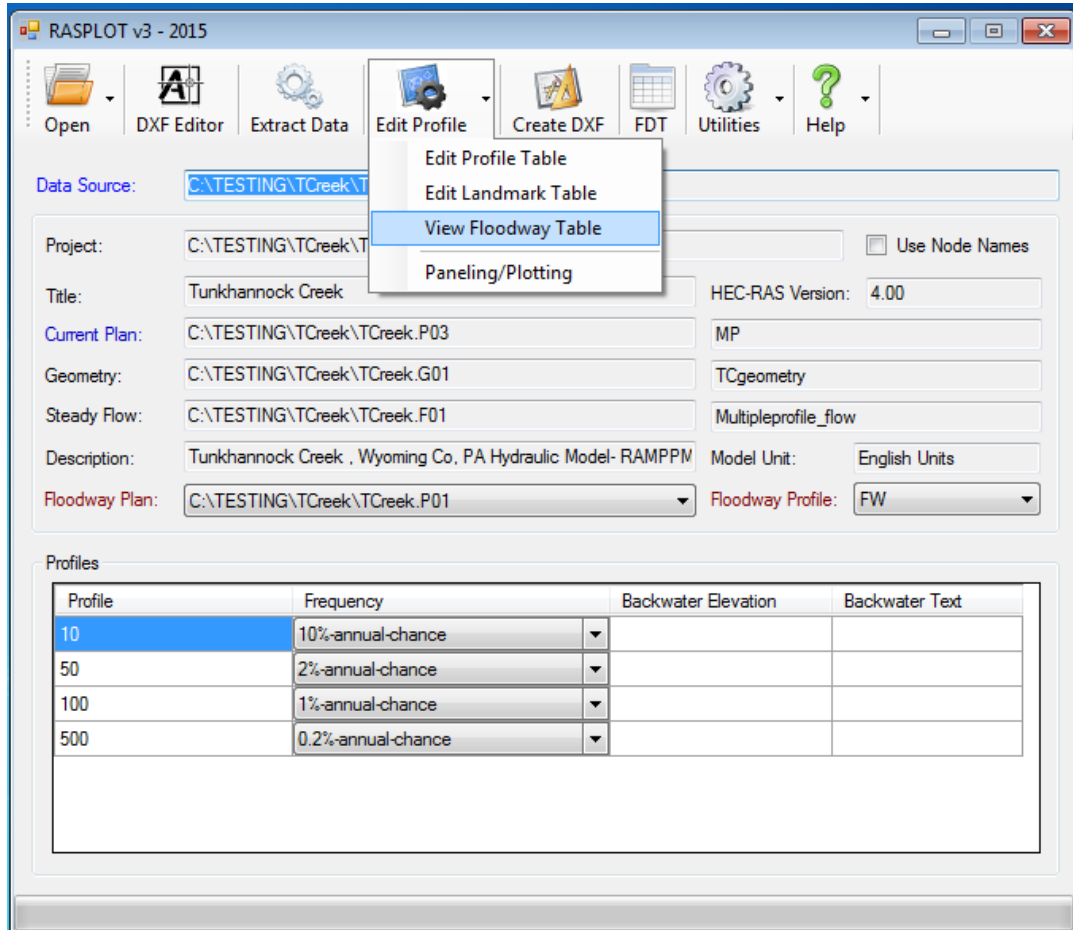 RASPLOT v3 - 2015
Open DXF Editor Extract Data Edit Profile Create DXF FDT Utilities Help
Edit Profile Table
Edit Landmark Table
View Floodway Table
Paneling/Plotting
Data Source: C:\TESTING\TCreek\T
Project: C:\TESTING\TCreek\T Use Node Names
Title: Tunkhannock Creek HEC-RAS Version: 4.00
Current Plan: C:\TESTING\TCreek\TCreek.P03 MP
Geometry: C:\TESTING\TCreek\TCreek.G01 TCgeometry
Steady Flow: C:\TESTING\TCreek\TCreek.F01 Multipleprofile_flow
Description: Tunkhannock Creek , Wyoming Co, PA Hydraulic Model- RAMPPM Model Unit: English Units
Floodway Plan: C:\TESTING\TCreek\TCreek.P01 Floodway Profile: FW
Profiles
Profile Frequency Backwater Elevation Backwater Text
10 10%-annual-chance
50 2%-annual-chance
100 1%-annual-chance
500 0.2%-annual-chance